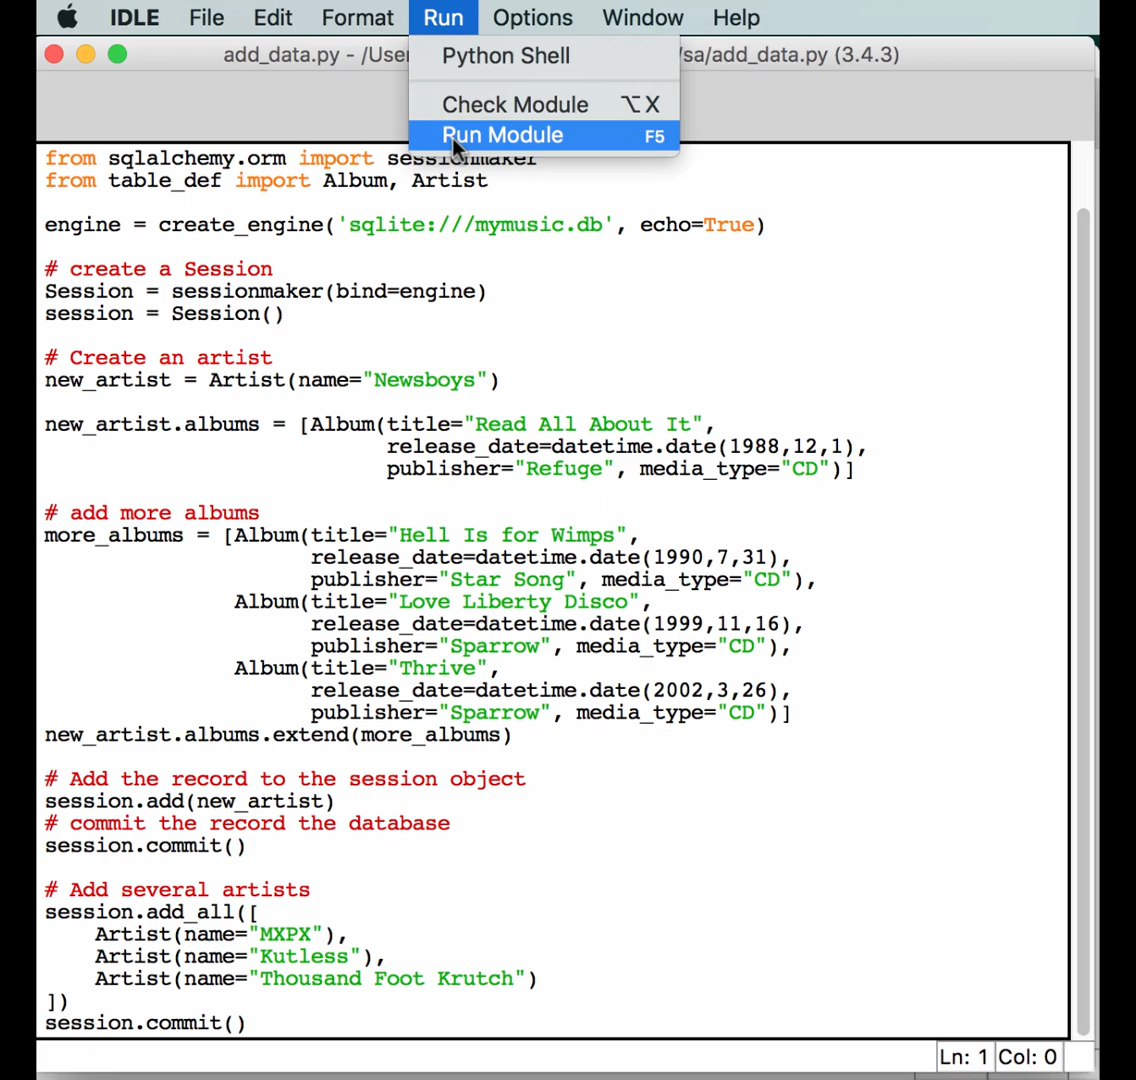 IDLE File Edit Format Run Options Window Help
add_data.py - /User sa/add_data.py (3.4.3)
Python Shell
Check Module ⌥X
Run Module F5
from sqlalchemy.orm import sessionmaker
from table_def import Album, Artist
engine = create_engine('sqlite:///mymusic.db', echo=True)
# create a Session
Session = sessionmaker(bind=engine)
session = Session()
# Create an artist
new_artist = Artist(name="Newsboys")
new_artist.albums = [Album(title="Read All About It",
release_date=datetime.date(1988,12,1),
publisher="Refuge", media_type="CD")]
# add more albums
more_albums = [Album(title="Hell Is for Wimps",
release_date=datetime.date(1990,7,31),
publisher="Star Song", media_type="CD"),
Album(title="Love Liberty Disco",
release_date=datetime.date(1999,11,16),
publisher="Sparrow", media_type="CD"),
Album(title="Thrive",
release_date=datetime.date(2002,3,26),
publisher="Sparrow", media_type="CD")]
new_artist.albums.extend(more_albums)
# Add the record to the session object
session.add(new_artist)
# commit the record the database
session.commit()
# Add several artists
session.add_all([
Artist(name="MXPX"),
Artist(name="Kutless"),
Artist(name="Thousand Foot Krutch")
])
session.commit()
Ln: 1 Col: 0